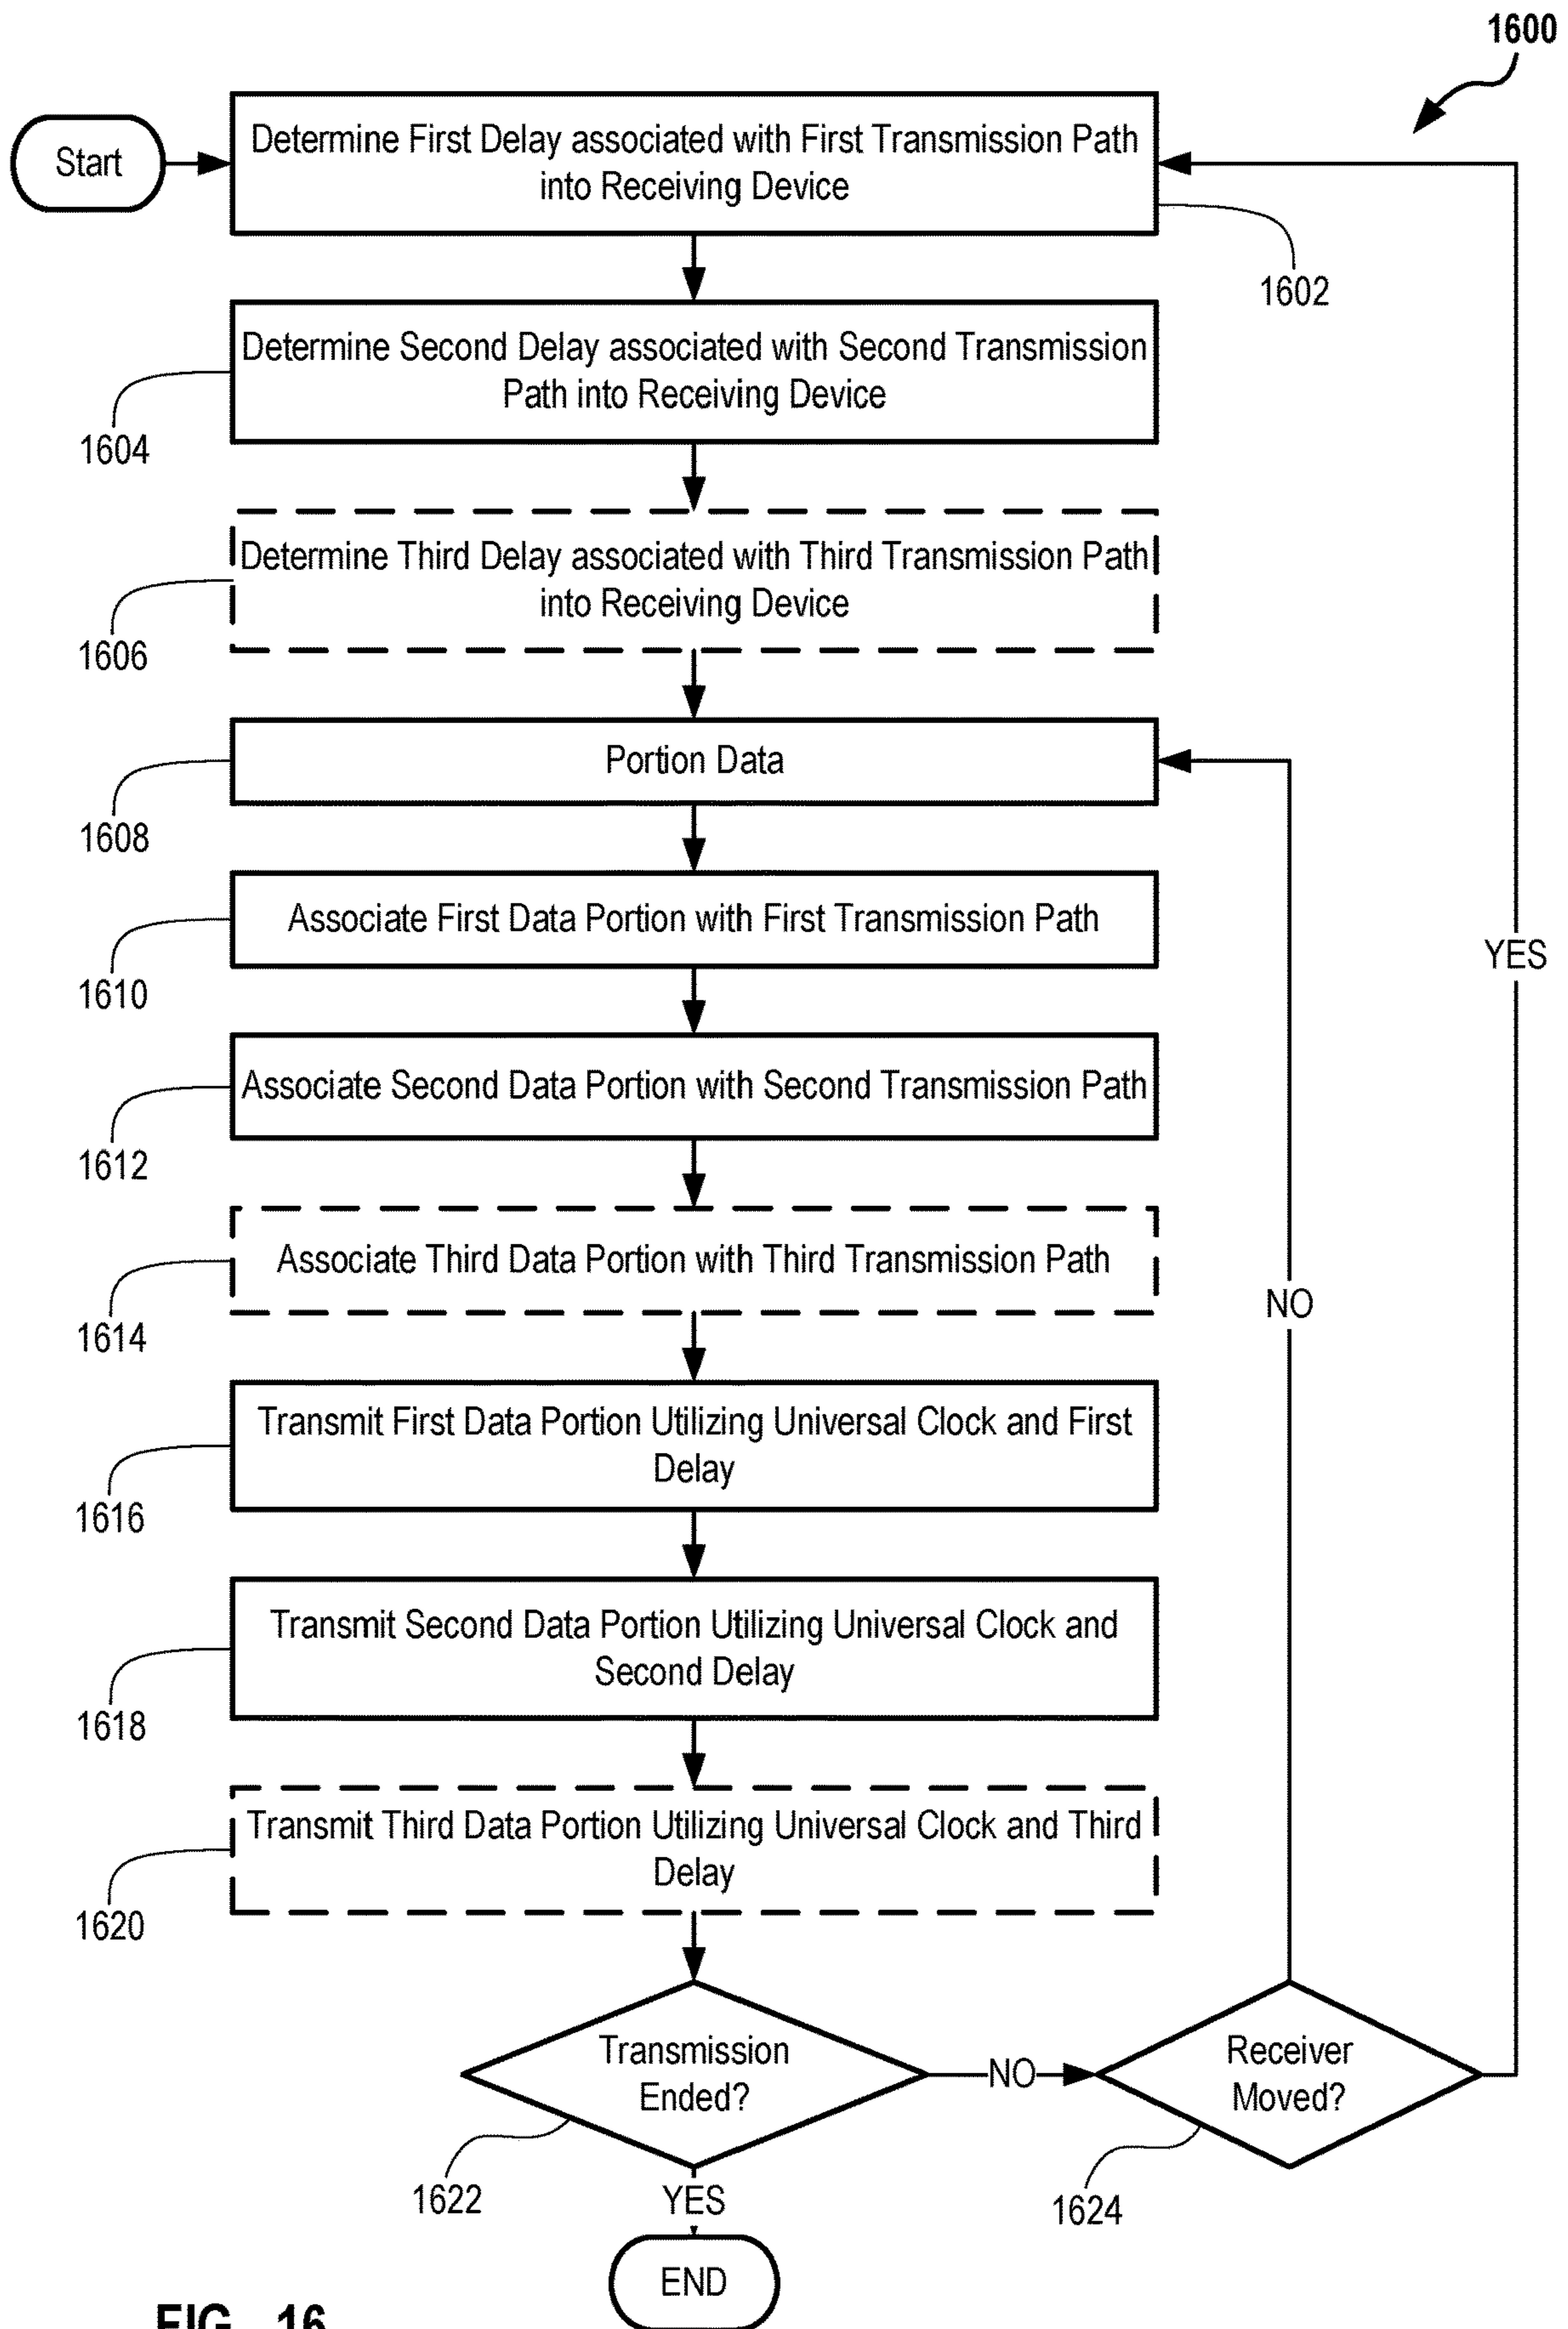 1600
Start
Determine First Delay associated with First Transmission Path
into Receiving Device
1602
Determine Second Delay associated with Second Transmission
Path into Receiving Device
1604
Determine Third Delay associated with Third Transmission Path
into Receiving Device
1606
Portion Data
1608
Associate First Data Portion with First Transmission Path
1610
YES
Associate Second Data Portion with Second Transmission Path
1612
Associate Third Data Portion with Third Transmission Path
1614
NO
Transmit First Data Portion Utilizing Universal Clock and First
Delay
1616
Transmit Second Data Portion Utilizing Universal Clock and
Second Delay
1618
Transmit Third Data Portion Utilizing Universal Clock and Third
Delay
1620
Transmission
Ended?
NO
Receiver
Moved?
1622
YES
1624
END
FIG. 16